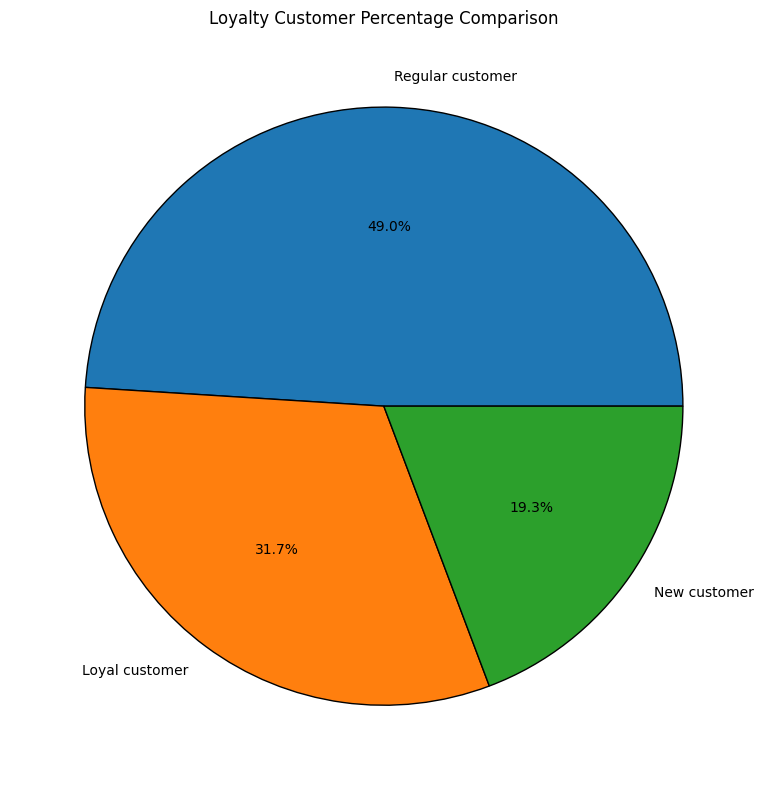 Loyalty Customer Percentage Comparison
Regular customer
49.0%
19.3%
31.7%
New customer
Loyal customer